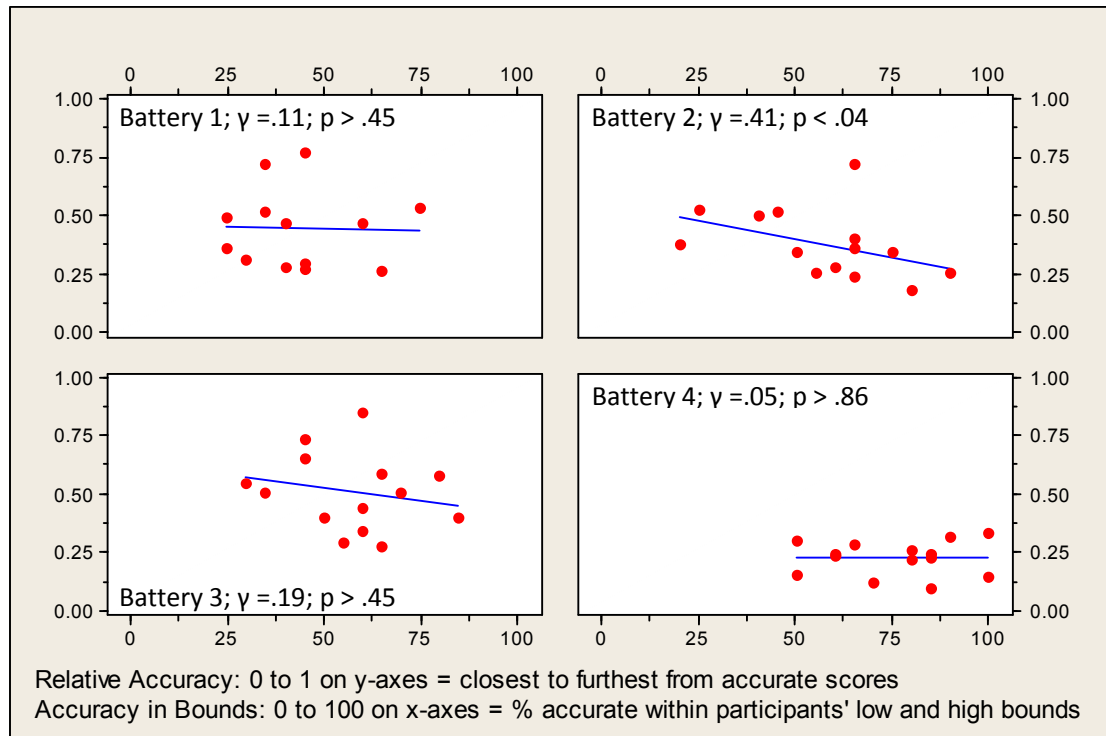 0 25 50 75 100 0 25 50 75 100
1.00 Battery 1; γ =.11; p > .45 Battery 2; γ =.41; p < .04 1.00
0.75 0.75
0.50 0.50
0.25 0.25
0.00 0.00
1.00 Battery 4; γ =.05; p > .86 1.00
0.75 0.75
0.50 0.50
0.25 0.25
0.00 Battery 3; γ =.19; p > .45 0.00
0 25 50 75 100 0 25 50 75 100
Relative Accuracy: 0 to 1 on y-axes = closest to furthest from accurate scores
Accuracy in Bounds: 0 to 100 on x-axes = % accurate within participants' low and high bounds